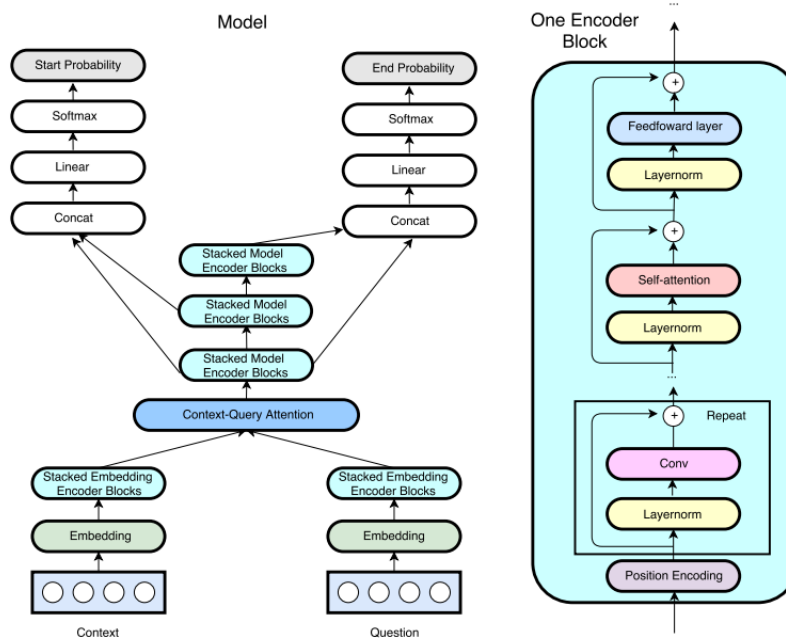 Model
Start Probability
Softmax
Linear
Concat
End Probability
Softmax
Linear
Concat
Stacked Model
Encoder Blocks
Stacked Model
Encoder Blocks
Stacked Model
Encoder Blocks
Context-Query Attention
Stacked Embedding
Encoder Blocks
Stacked Embedding
Encoder Blocks
Embedding
Embedding
Context
Question
One Encoder
Block
...
+
Feedfoward layer
Layernorm
+
Self-attention
Layernorm
...
+
Repeat
Conv
Layernorm
Position Encoding